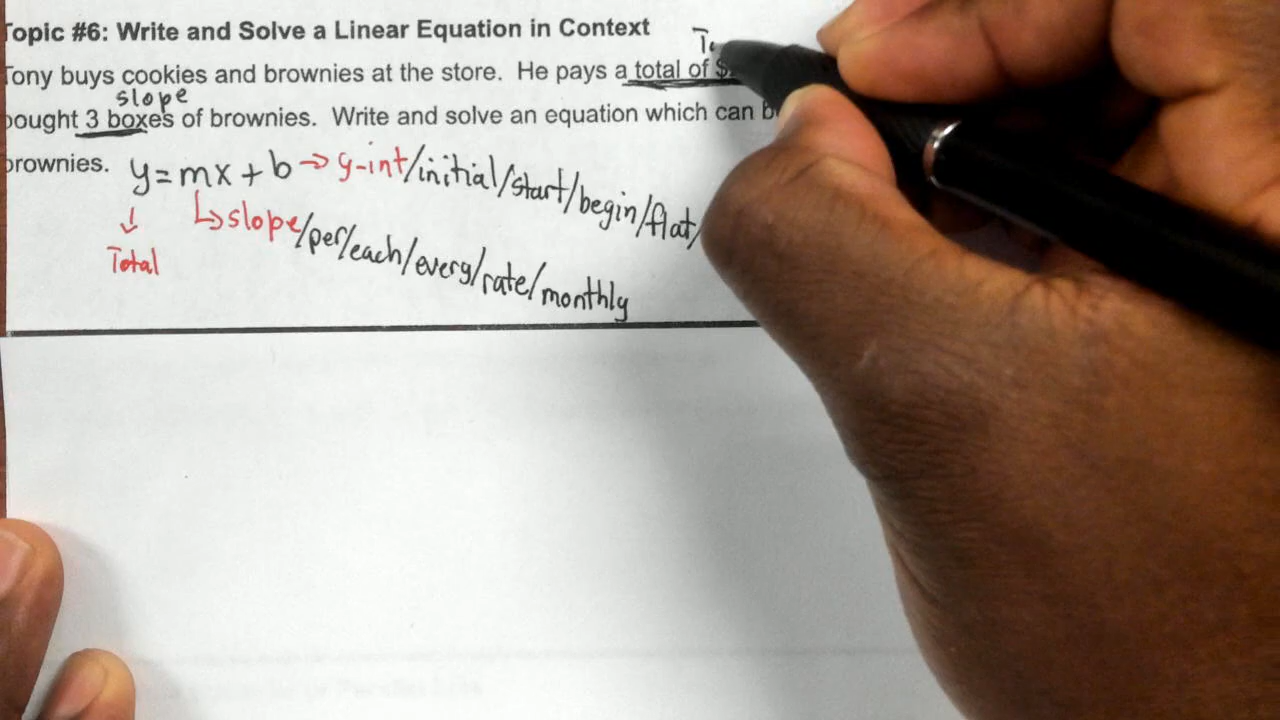 Topic #6: Write and Solve a Linear Equation in Context
To
Tony buys cookies and brownies at the store. He pays a total of $
slope
bought 3 boxes of brownies. Write and solve an equation which can b
brownies. y=mx+b→y-int/initial/start/begin/flat/
↓ ↳slope/per/each/every/rate/monthly
Total